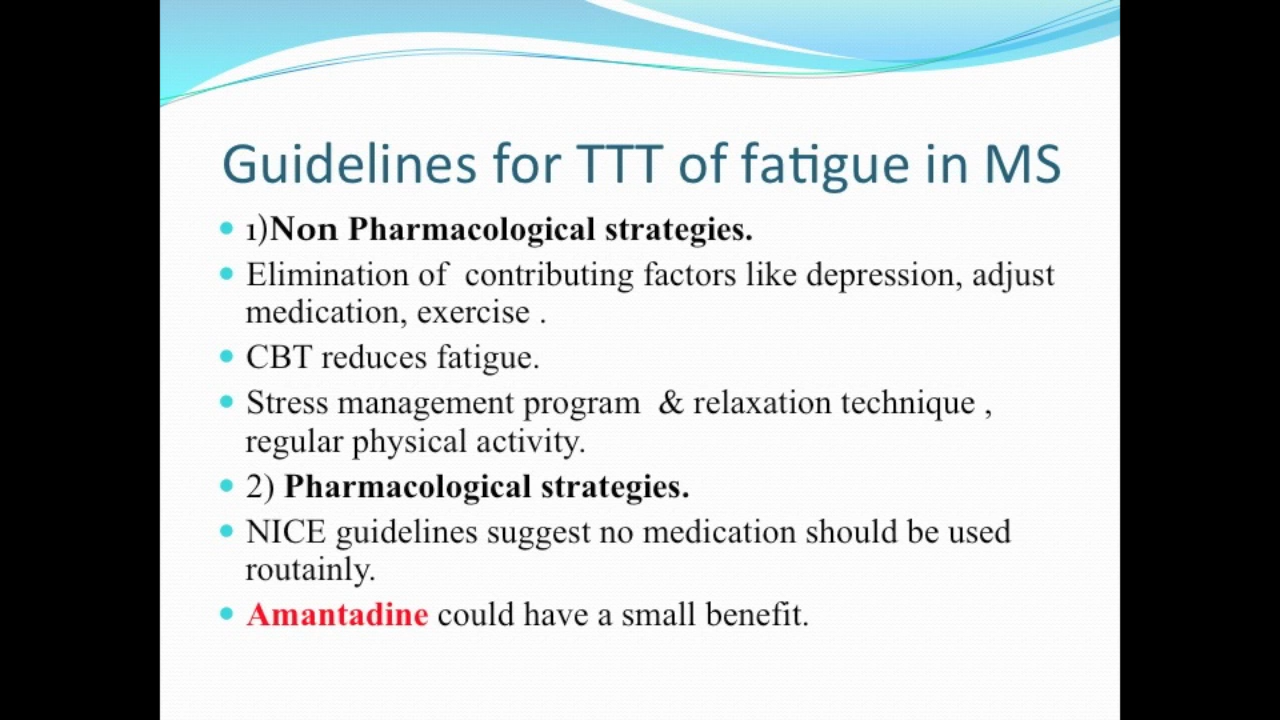 Guidelines for TTT of fatigue in MS
1)Non Pharmacological strategies.
Elimination of contributing factors like depression, adjust
medication, exercise .
CBT reduces fatigue.
Stress management program & relaxation technique ,
regular physical activity.
2) Pharmacological strategies.
NICE guidelines suggest no medication should be used
routainly.
Amantadine could have a small benefit.